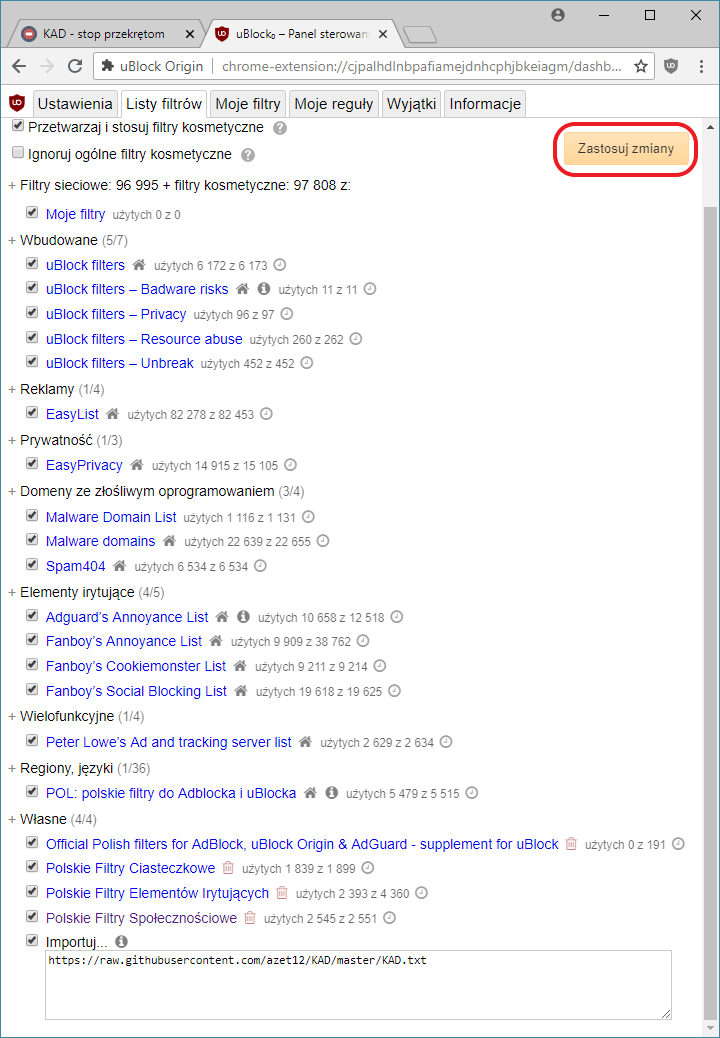 KAD - stop przekrętom
uBlock₀ – Panel sterowan
uBlock Origin | chrome-extension://cjpalhdlnbpafiamejdnhcphjbkeiagm/dashb...
Ustawienia Listy filtrów Moje filtry Moje reguły Wyjątki Informacje
Przetwarzaj i stosuj filtry kosmetyczne
Zastosuj zmiany
Ignoruj ogólne filtry kosmetyczne
+ Filtry sieciowe: 96 995 + filtry kosmetyczne: 97 808 z:
Moje filtry użytych 0 z 0
+ Wbudowane (5/7)
uBlock filters użytych 6 172 z 6 173
uBlock filters – Badware risks użytych 11 z 11
uBlock filters – Privacy użytych 96 z 97
uBlock filters – Resource abuse użytych 260 z 262
uBlock filters – Unbreak użytych 452 z 452
+ Reklamy (1/4)
EasyList użytych 82 278 z 82 453
+ Prywatność (1/3)
EasyPrivacy użytych 14 915 z 15 105
+ Domeny ze złośliwym oprogramowaniem (3/4)
Malware Domain List użytych 1 116 z 1 131
Malware domains użytych 22 639 z 22 655
Spam404 użytych 6 534 z 6 534
+ Elementy irytujące (4/5)
Adguard’s Annoyance List użytych 10 658 z 12 518
Fanboy’s Annoyance List użytych 9 909 z 38 762
Fanboy’s Cookiemonster List użytych 9 211 z 9 214
Fanboy’s Social Blocking List użytych 19 618 z 19 625
+ Wielofunkcyjne (1/4)
Peter Lowe’s Ad and tracking server list użytych 2 629 z 2 634
+ Regiony, języki (1/36)
POL: polskie filtry do Adblocka i uBlocka użytych 5 479 z 5 515
+ Własne (4/4)
Official Polish filters for AdBlock, uBlock Origin & AdGuard - supplement for uBlock użytych 0 z 191
Polskie Filtry Ciasteczkowe użytych 1 839 z 1 899
Polskie Filtry Elementów Irytujących użytych 2 393 z 4 360
Polskie Filtry Społecznościowe użytych 2 545 z 2 551
Importuj...
https://raw.githubusercontent.com/azet12/KAD/master/KAD.txt